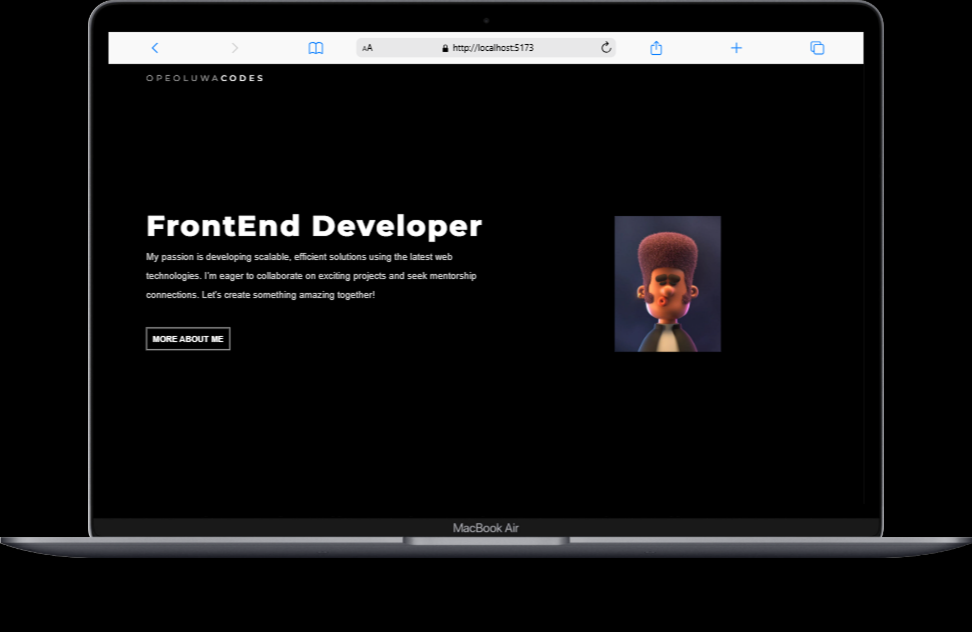 AA
http://localhost:5173
OPEOLUWACODES
FrontEnd Developer
My passion is developing scalable, efficient solutions using the latest web
technologies. I'm eager to collaborate on exciting projects and seek mentorship
connections. Let's create something amazing together!
MORE ABOUT ME
MacBook Air